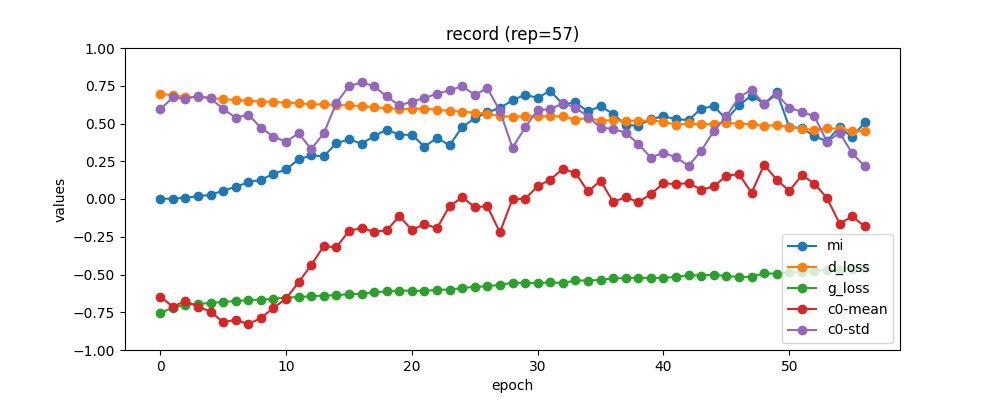 record (rep=57)
1.00
0.75
0.50
0.25
0.00
−0.25
−0.50
−0.75
−1.00
values
0
10
20
30
40
50
epoch
mi
d_loss
g_loss
c0-mean
c0-std